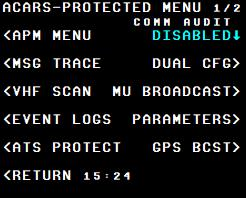 ACARS-PROTECTED MENU 1/2
COMM AUDIT
<APM MENU DISABLED↓
<MSG TRACE DUAL CFG>
<VHF SCAN MU BROADCAST>
<EVENT LOGS PARAMETERS>
<ATS PROTECT GPS BCST>
<RETURN 15:24